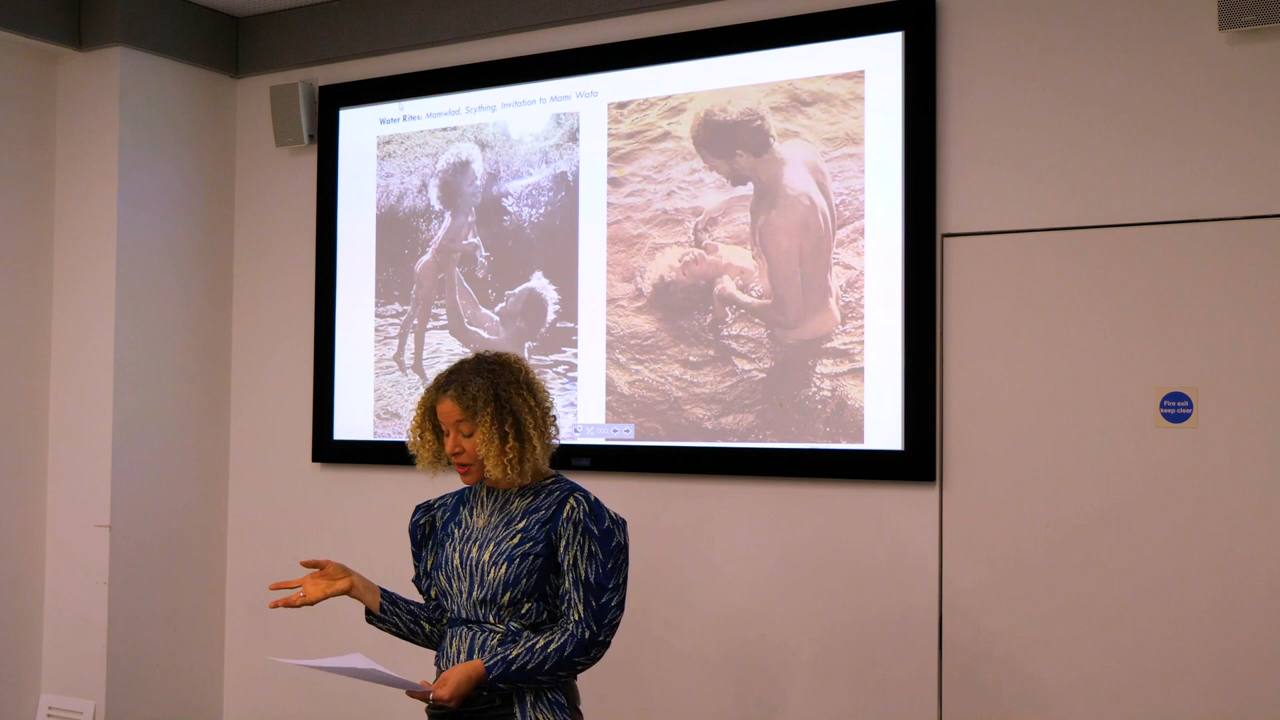 Water Rites: Mamwlad, Scything, Invitation to Mami Wata
Fire exit
keep clear